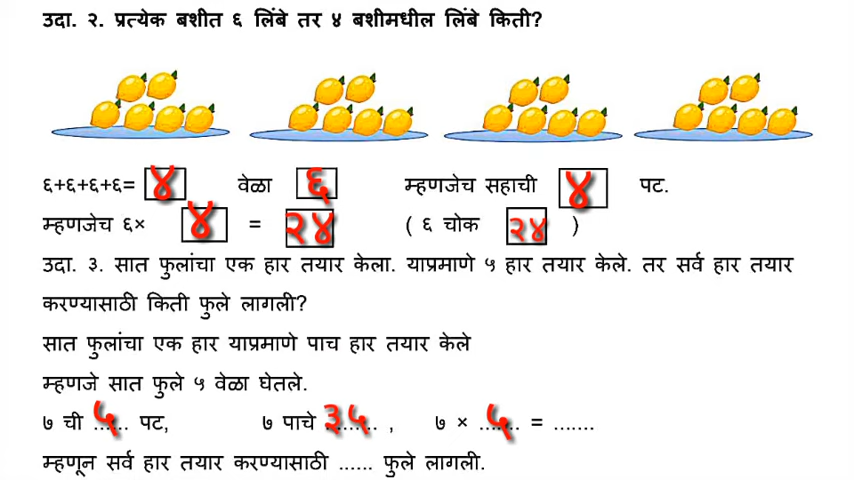 उदा. २. प्रत्येक बशीत ६ लिंबे तर ४ बशीमधील लिंबे किती?
६+६+६+६= ४ वेळा ६ म्हणजेच सहाची ४ पट.
म्हणजेच ६× ४ = २४ ( ६ चोक २४ )
उदा. ३. सात फुलांचा एक हार तयार केला. याप्रमाणे ५ हार तयार केले. तर सर्व हार तयार
करण्यासाठी किती फुले लागली?
सात फुलांचा एक हार याप्रमाणे पाच हार तयार केले
म्हणजे सात फुले ५ वेळा घेतले.
७ ची ५ पट, ७ पाचे ३५ , ७ × ५ = .......
म्हणून सर्व हार तयार करण्यासाठी ...... फुले लागली.